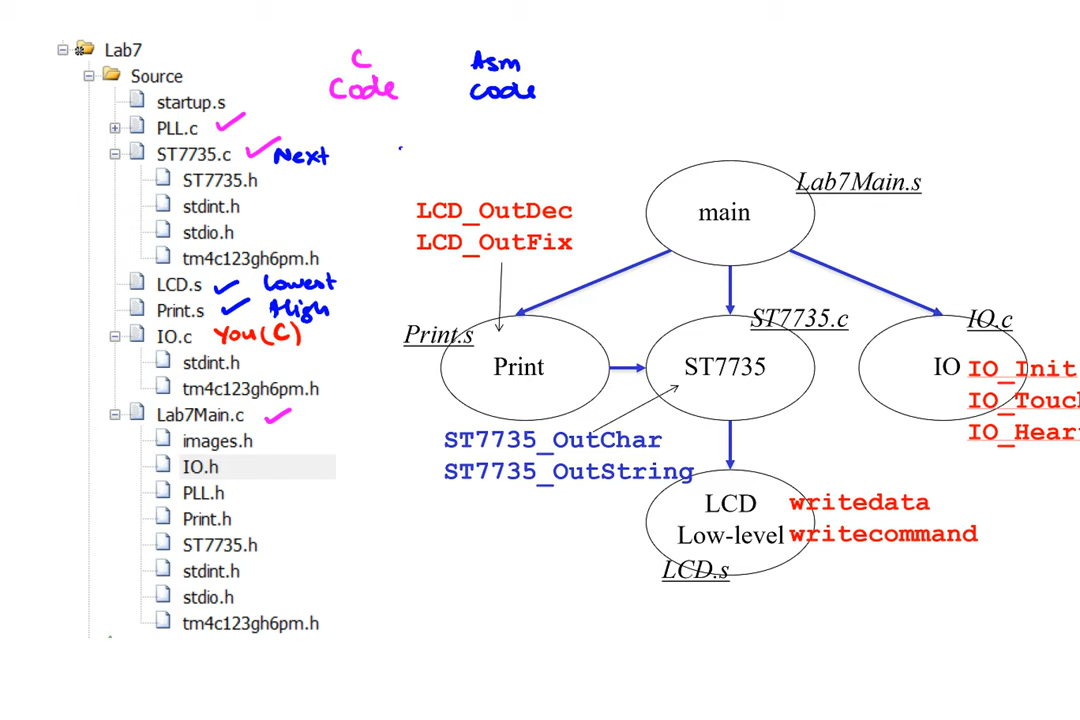 Lab7
Source
startup.s
PLL.c
ST7735.c Next
ST7735.h
stdint.h
stdio.h
tm4c123gh6pm.h
LCD.s Lowest
Print.s High
IO.c You(C)
stdint.h
tm4c123gh6pm.h
Lab7Main.c
images.h
IO.h
PLL.h
Print.h
ST7735.h
stdint.h
stdio.h
tm4c123gh6pm.h
C
Code
Asm
Code
Lab7Main.s
main
LCD_OutDec
LCD_OutFix
Print.s
Print
ST7735.c
ST7735
IO.c
IO
IO_Init
IO_Touch
IO_Hear
ST7735_OutChar
ST7735_OutString
LCD
Low-level
writedata
writecommand
LCD.s